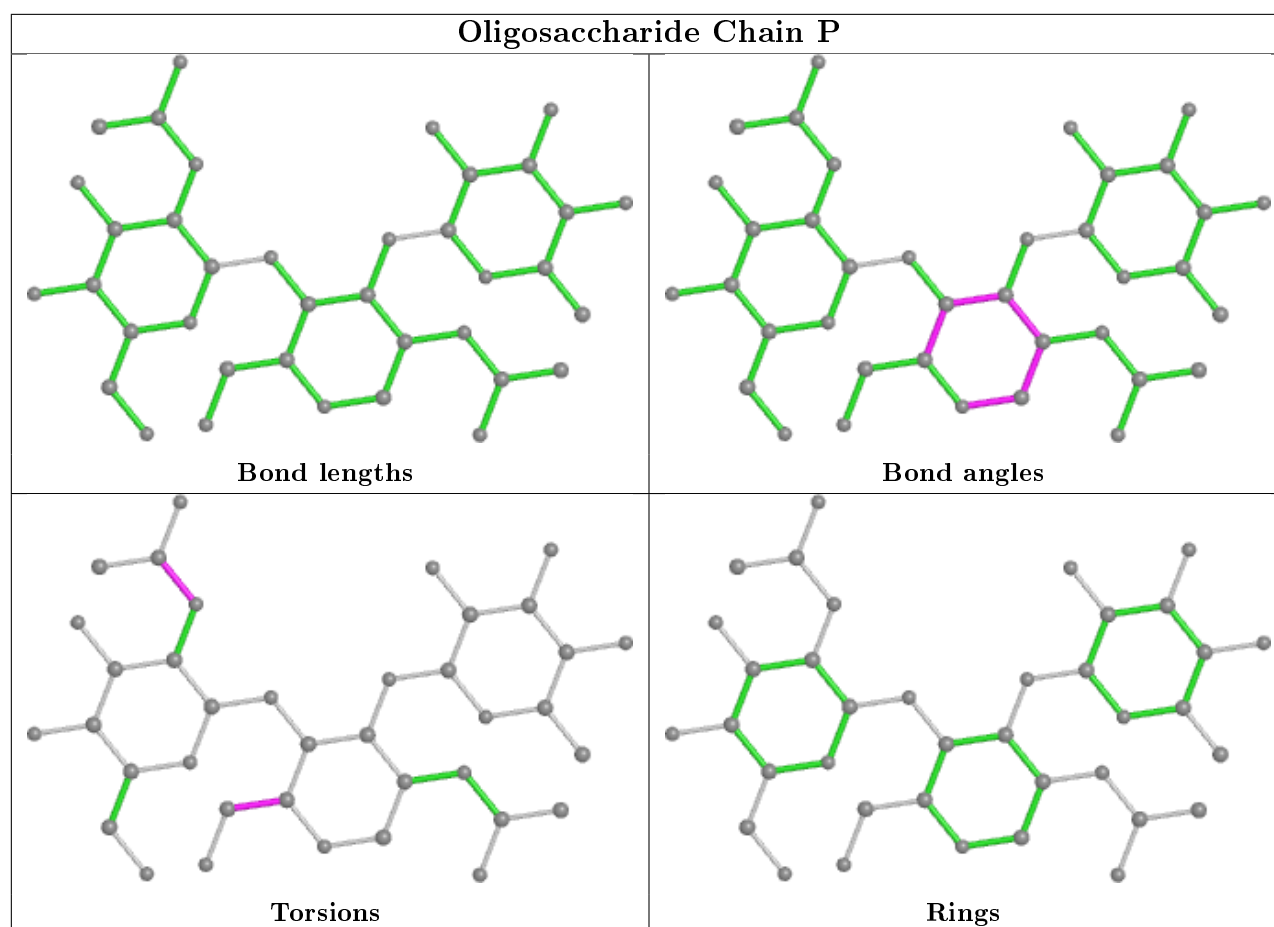 Oligosaccharide Chain P
Bond lengths
Bond angles
Torsions
Rings